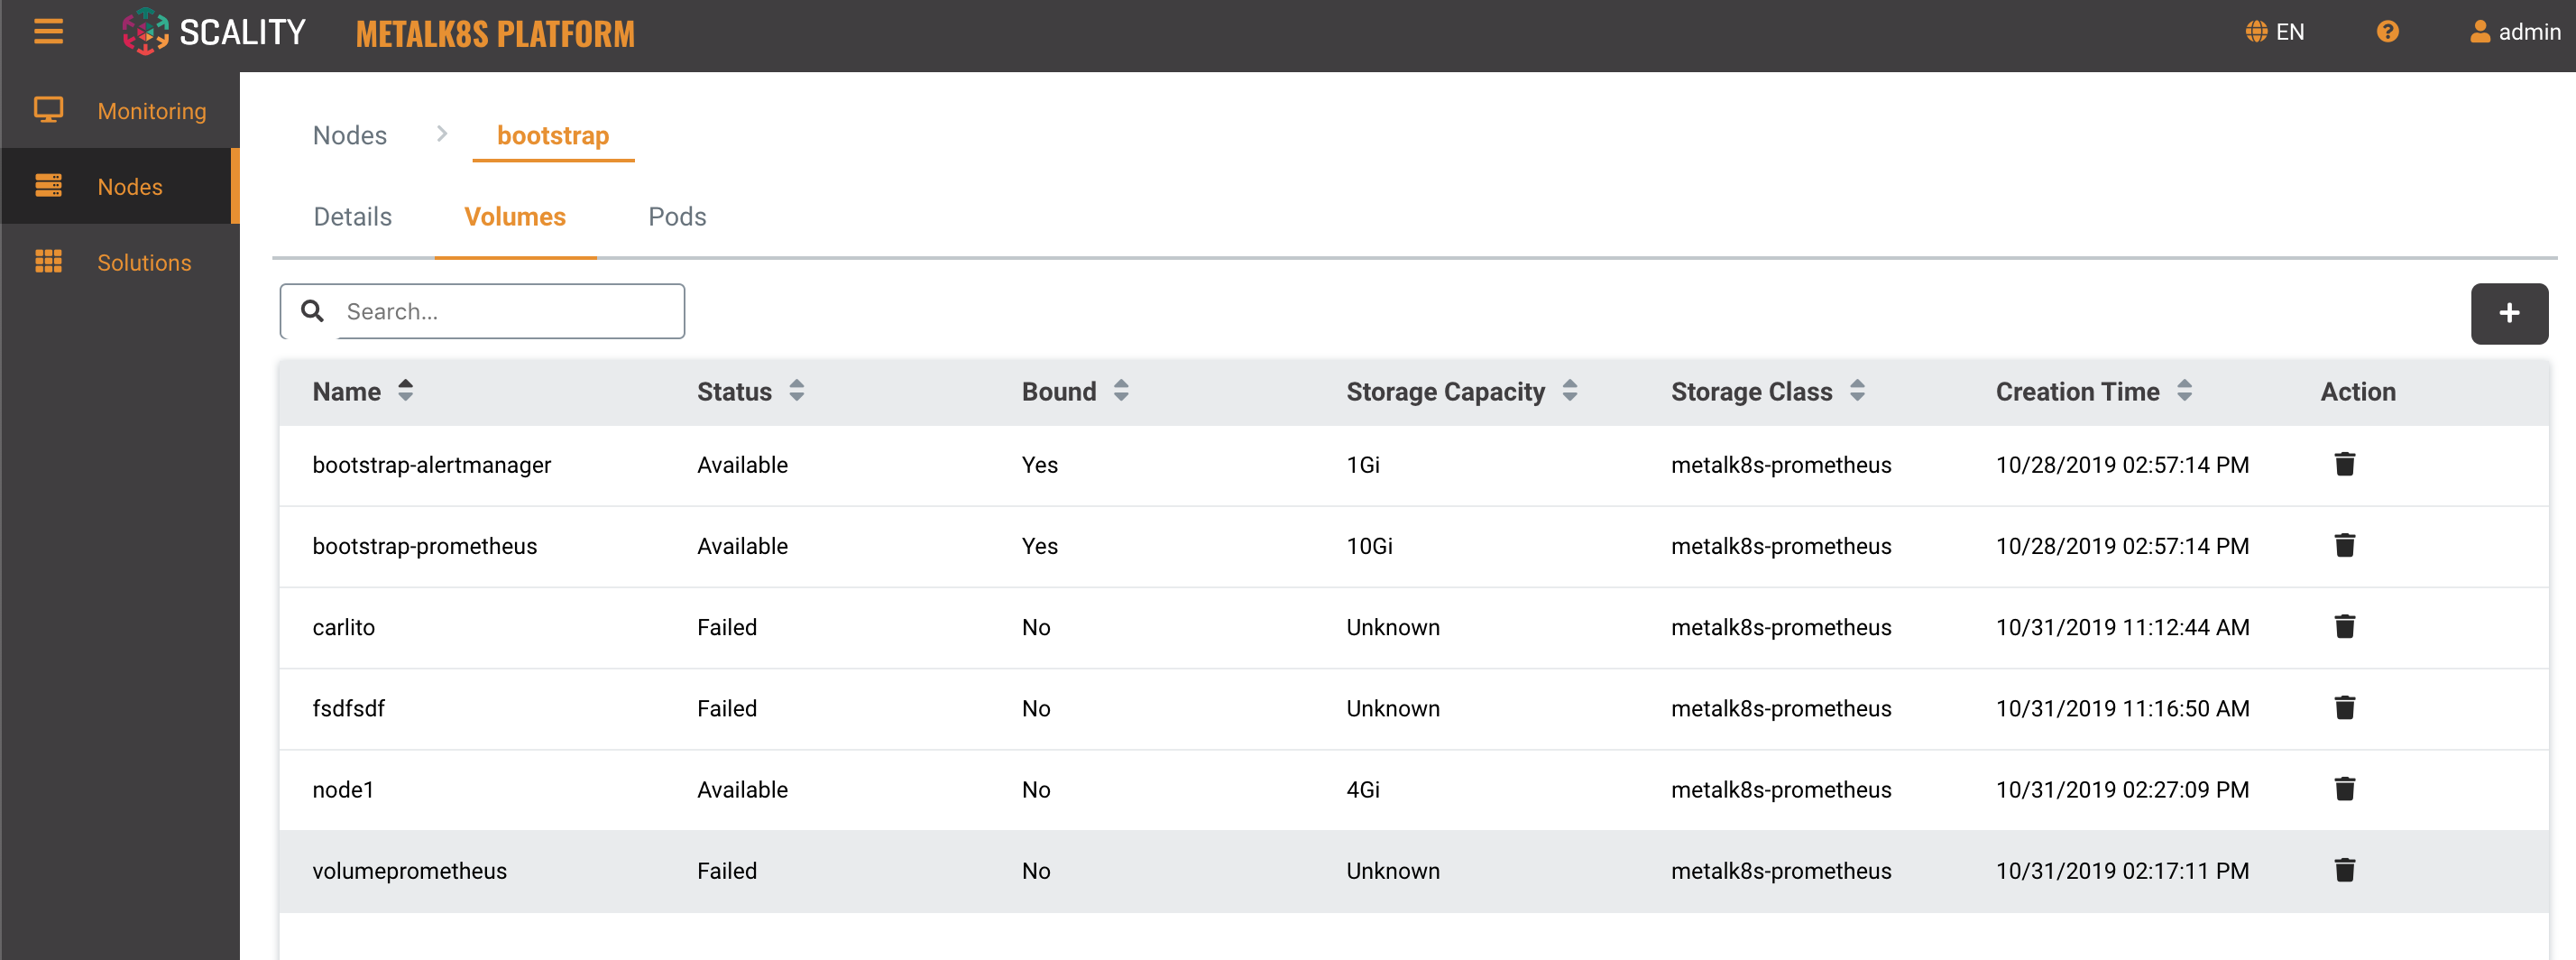 SCALITY METALK8S PLATFORM EN ? admin
Monitoring
Nodes
Solutions
Nodes > bootstrap
Details Volumes Pods
Search...
+
Name Status Bound Storage Capacity Storage Class Creation Time Action
bootstrap-alertmanager Available Yes 1Gi metalk8s-prometheus 10/28/2019 02:57:14 PM
bootstrap-prometheus Available Yes 10Gi metalk8s-prometheus 10/28/2019 02:57:14 PM
carlito Failed No Unknown metalk8s-prometheus 10/31/2019 11:12:44 AM
fsdfsdf Failed No Unknown metalk8s-prometheus 10/31/2019 11:16:50 AM
node1 Available No 4Gi metalk8s-prometheus 10/31/2019 02:27:09 PM
volumeprometheus Failed No Unknown metalk8s-prometheus 10/31/2019 02:17:11 PM